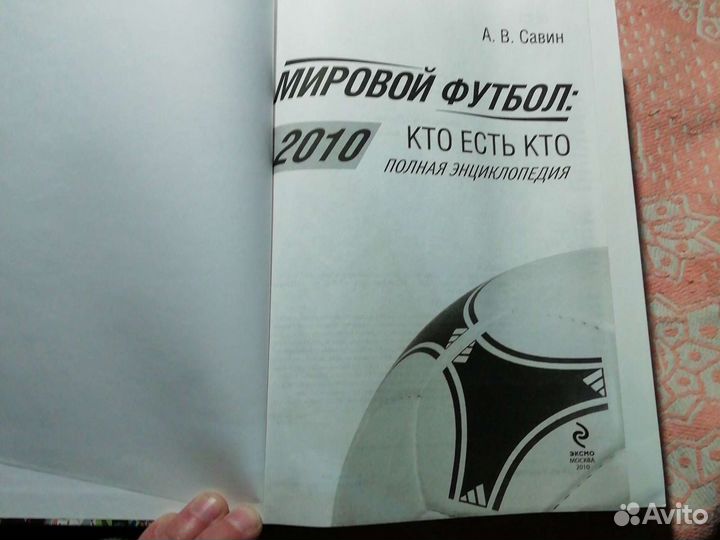 А. В. Савин
МИРОВОЙ ФУТБОЛ:
2010
КТО ЕСТЬ КТО
ПОЛНАЯ ЭНЦИКЛОПЕДИЯ
ЭКСМО
МОСКВА
2010
Avito